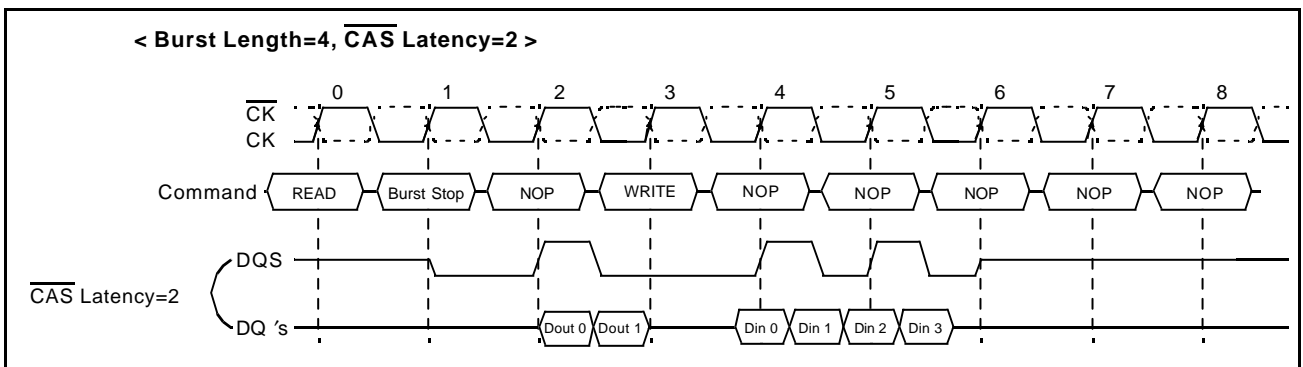 < Burst Length=4, CAS Latency=2 >
0 1 2 3 4 5 6 7 8
CK
CK
Command READ Burst Stop NOP WRITE NOP NOP NOP NOP NOP
DQS
CAS Latency=2
DQ ′s Dout 0 Dout 1 Din 0 Din 1 Din 2 Din 3